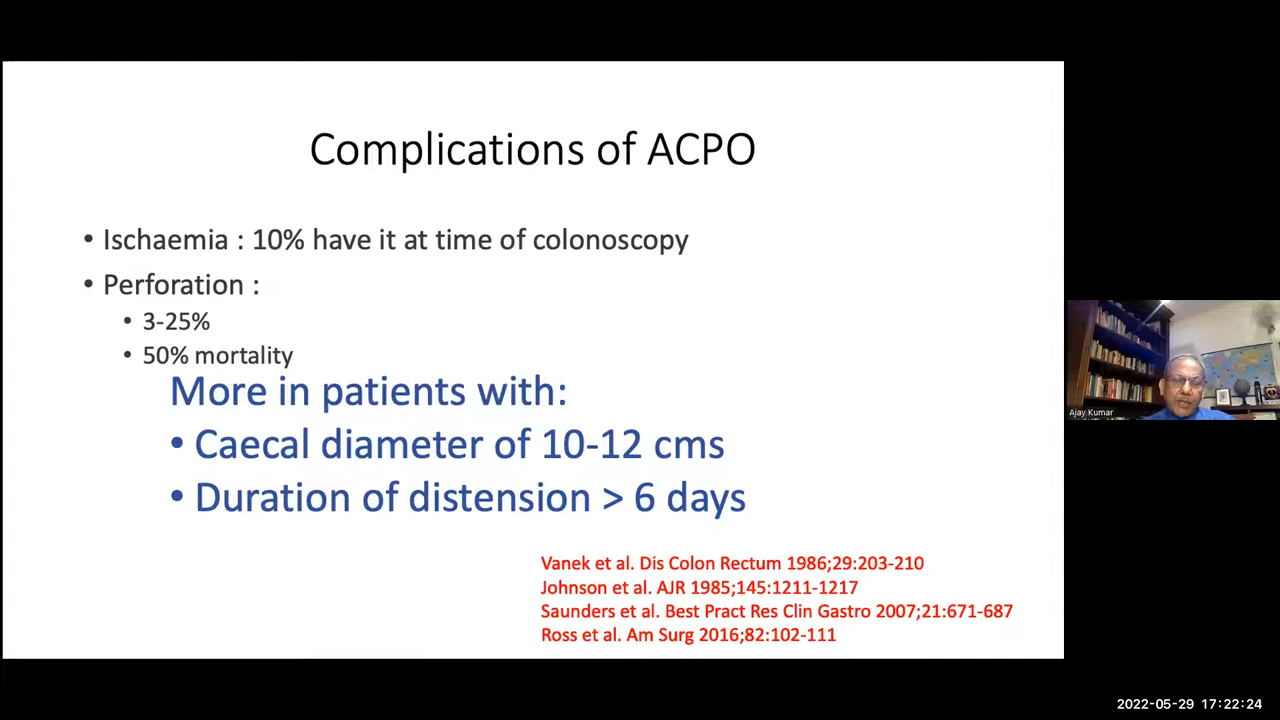 Complications of ACPO
• Ischaemia : 10% have it at time of colonoscopy
• Perforation :
• 3-25%
• 50% mortality
More in patients with:
• Caecal diameter of 10-12 cms
• Duration of distension > 6 days
Vanek et al. Dis Colon Rectum 1986;29:203-210
Johnson et al. AJR 1985;145:1211-1217
Saunders et al. Best Pract Res Clin Gastro 2007;21:671-687
Ross et al. Am Surg 2016;82:102-111
Ajay Kumar
2022-05-29 17:22:24